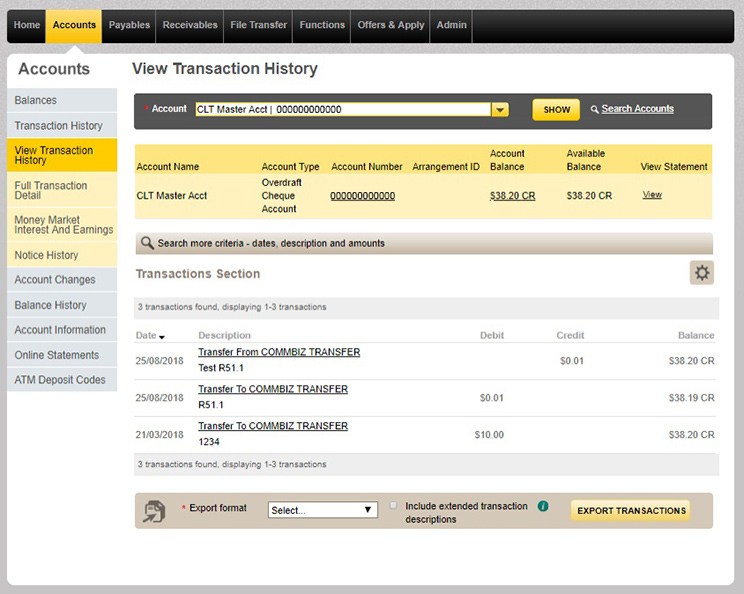 Home Accounts Payables Receivables File Transfer Functions Offers & Apply Admin
Accounts
Balances
Transaction History
View Transaction
History
Full Transaction
Detail
Money Market
Interest And Earnings
Notice History
Account Changes
Balance History
Account Information
Online Statements
ATM Deposit Codes
View Transaction History
* Account CLT Master Acct | 000000000000 SHOW Search Accounts
Account Name Account Type Account Number Arrangement ID Account Balance Available Balance View Statement
CLT Master Acct Overdraft Cheque Account 000000000000 $38.20 CR $38.20 CR View
Search more criteria - dates, description and amounts
Transactions Section
3 transactions found, displaying 1-3 transactions
Date Description Debit Credit Balance
25/08/2018 Transfer From COMMBIZ TRANSFER $0.01 $38.20 CR
Test R51.1
25/08/2018 Transfer To COMMBIZ TRANSFER $0.01 $38.19 CR
R51.1
21/03/2018 Transfer To COMMBIZ TRANSFER $10.00 $38.20 CR
1234
3 transactions found, displaying 1-3 transactions
* Export format Select... Include extended transaction descriptions i EXPORT TRANSACTIONS